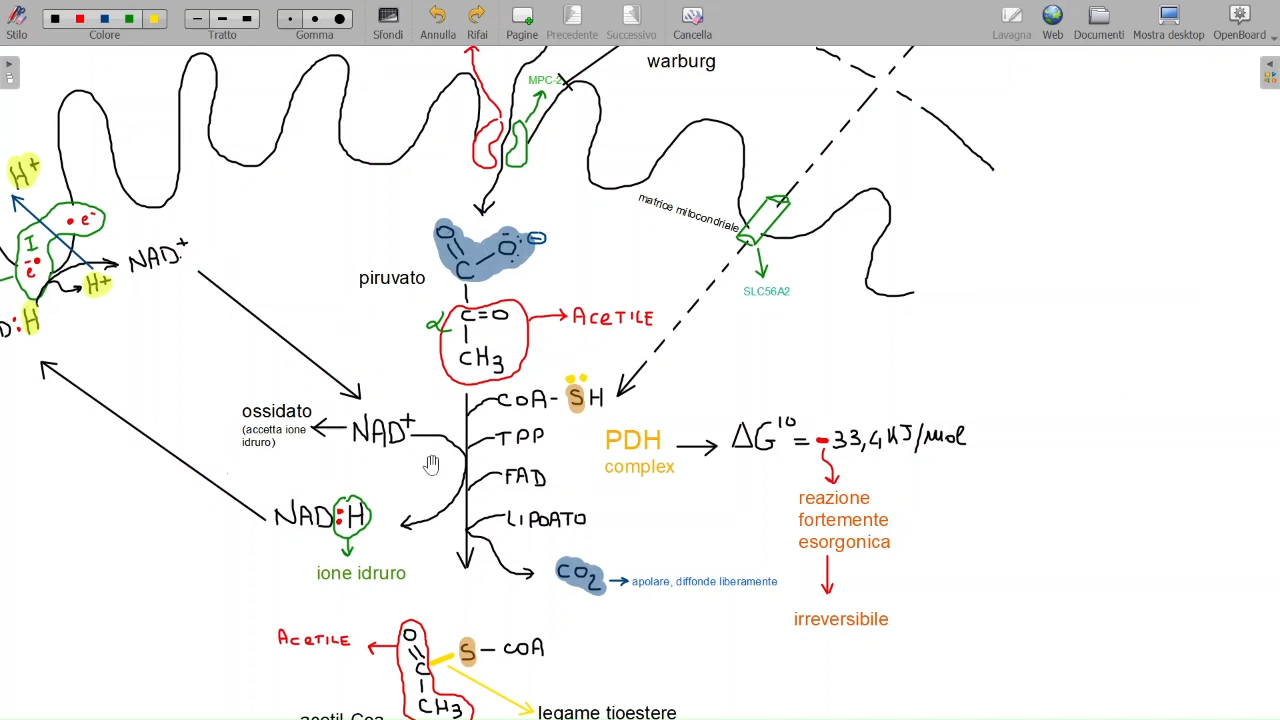 Stilo
Colore
Tratto
Gomma
Sfondi
Annulla
Rifai
Pagine
Precedente
Successivo
Cancella
Lavagna
Web
Documenti
Mostra desktop
OpenBoard
warburg
MPC-2
matrice mitocondriale
SLC56A2
H+
e-
I
e-
H+
NAD+
D:H
O
O
-
C
piruvato
α
C=O
CH3
ACETILE
COA-SH
TPP
FAD
LIPOATO
ossidato
(accetta ione
idruro)
NAD+
NAD:H
ione idruro
PDH
complex
ΔG'° = -33,4 KJ/mol
reazione
fortemente
esorgonica
irreversibile
CO2
apolare, diffonde liberamente
ACETILE
O
C
S - COA
CH3
acetil-Coa
legame tioestere